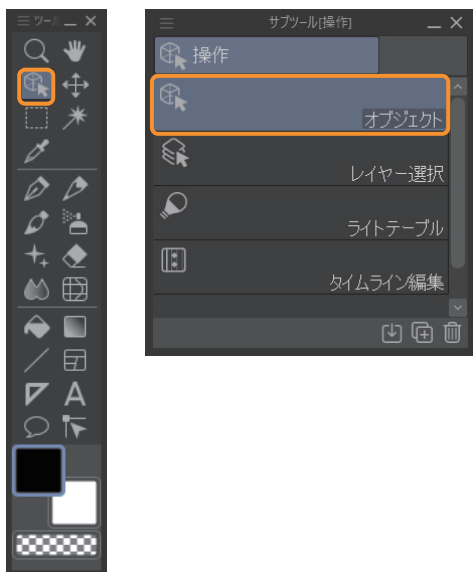 ツール
サブツール[操作]
操作
オブジェクト
レイヤー選択
ライトテーブル
タイムライン編集